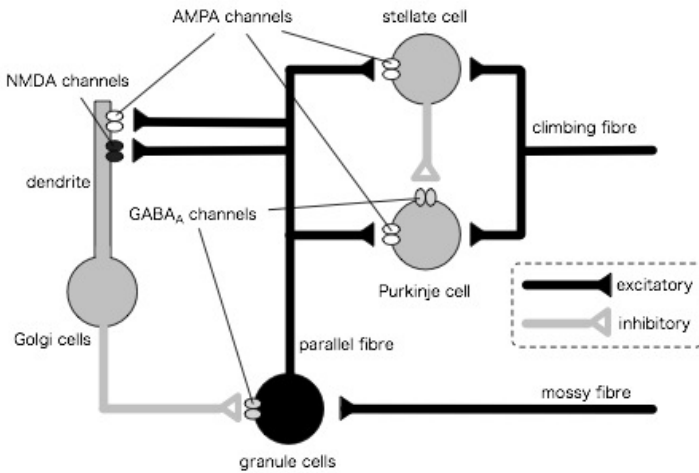 AMPA channels
stellate cell
NMDA channels
climbing fibre
dendrite
GABAA channels
Purkinje cell
excitatory
Golgi cells
inhibitory
parallel fibre
mossy fibre
granule cells